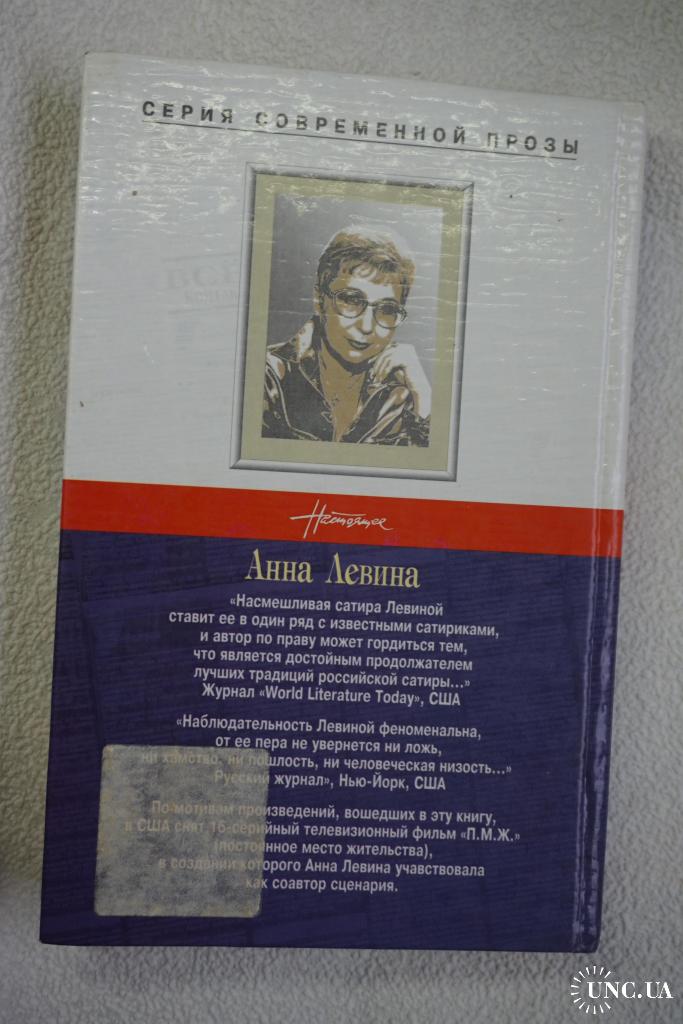 СЕРИЯ СОВРЕМЕННОЙ ПРОЗЫ
Настоящее
Анна Левина
«Насмешливая сатира Левиной
ставит ее в один ряд с известными сатириками,
и автор по праву может гордиться тем,
что является достойным продолжателем
лучших традиций российской сатиры...»
Журнал «World Literature Today», США
«Наблюдательность Левиной феноменальна,
от ее пера не увернется ни ложь,
ни хамство, ни пошлость, ни человеческая низость...»
Русский журнал», Нью-Йорк, США
По мотивам произведений, вошедших в эту книгу,
в США снят 16-серийный телевизионный фильм «П.М.Ж.»
(постоянное место жительства),
в создании которого Анна Левина учавствовала
как соавтор сценария.
UNC.UA